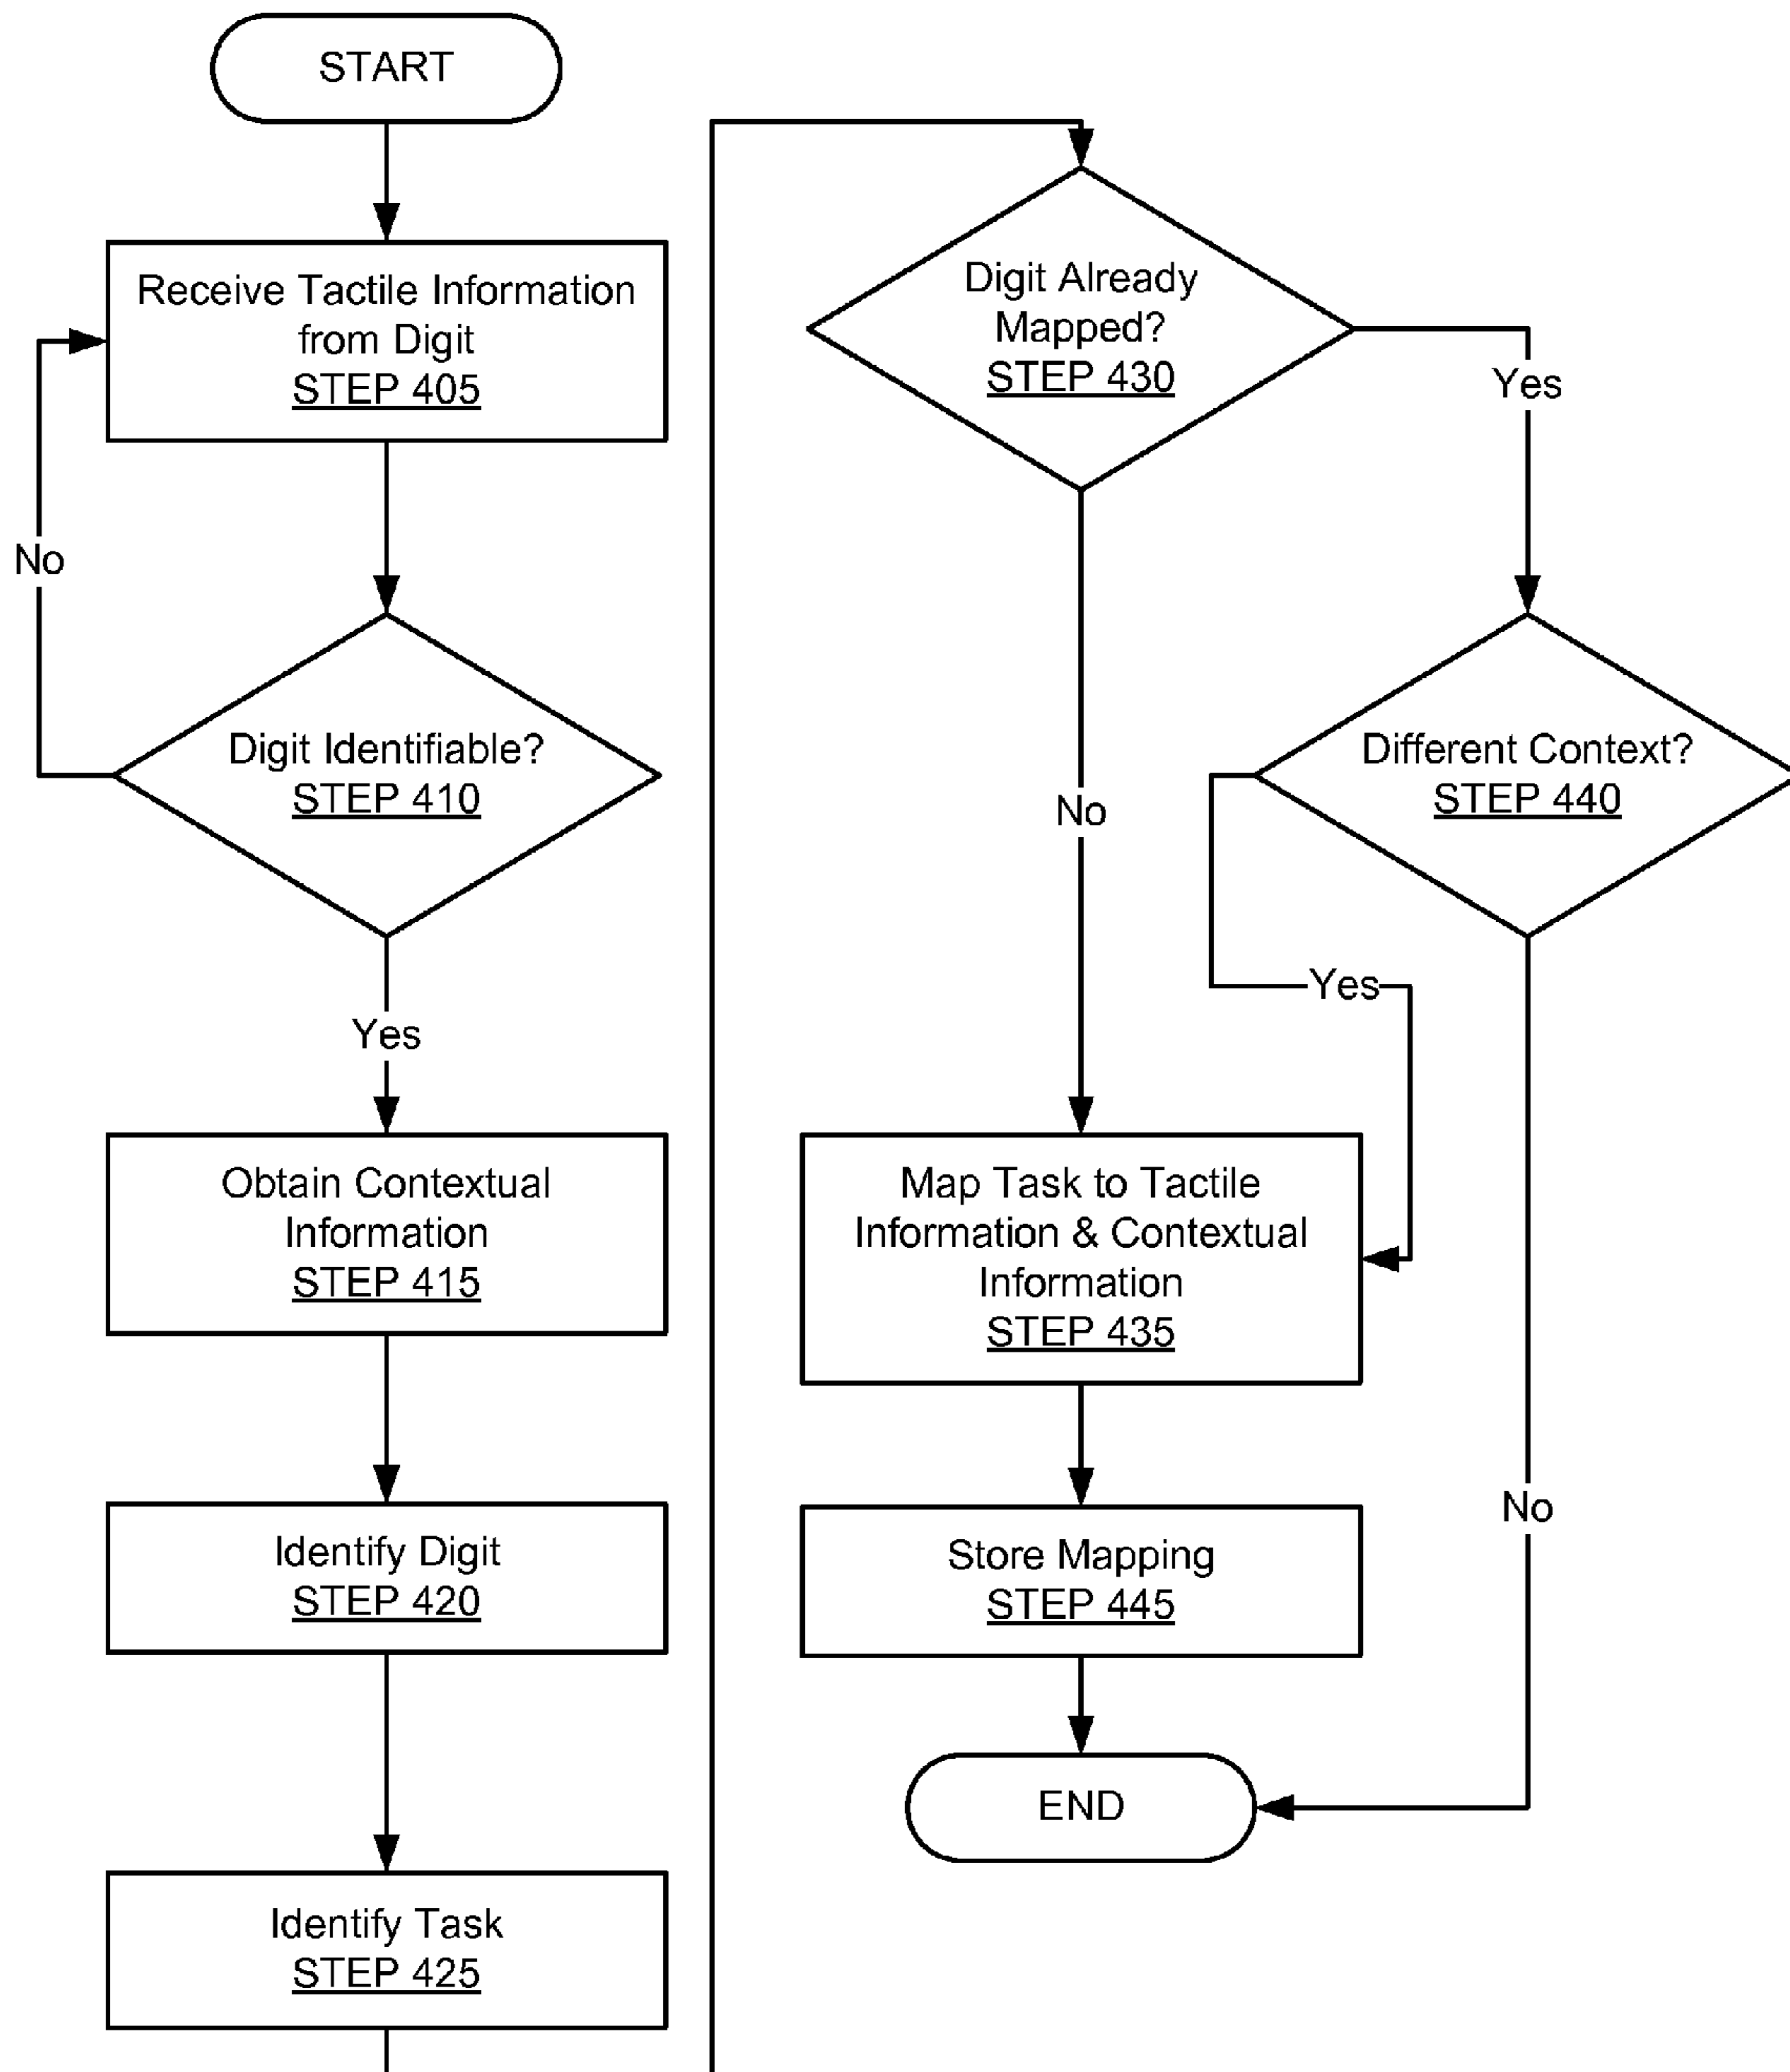 START
Receive Tactile Information
from Digit
STEP 405
No
Digit Identifiable?
STEP 410
Yes
Obtain Contextual
Information
STEP 415
Identify Digit
STEP 420
Identify Task
STEP 425
Digit Already
Mapped?
STEP 430
Yes
No
Different Context?
STEP 440
Yes
No
Map Task to Tactile
Information & Contextual
Information
STEP 435
Store Mapping
STEP 445
END